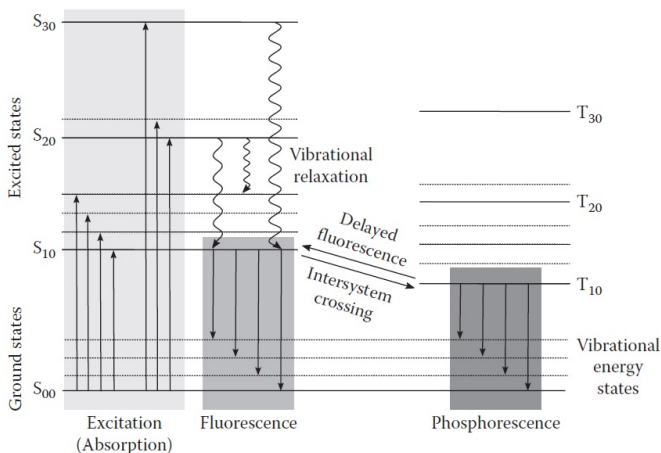 S30
T30
Excited states
S20
Vibrational
relaxation
T20
Delayed
fluorescence
S10
Intersystem
crossing
T10
Ground states
Vibrational
energy
states
S00
Excitation
(Absorption)
Fluorescence
Phosphorescence